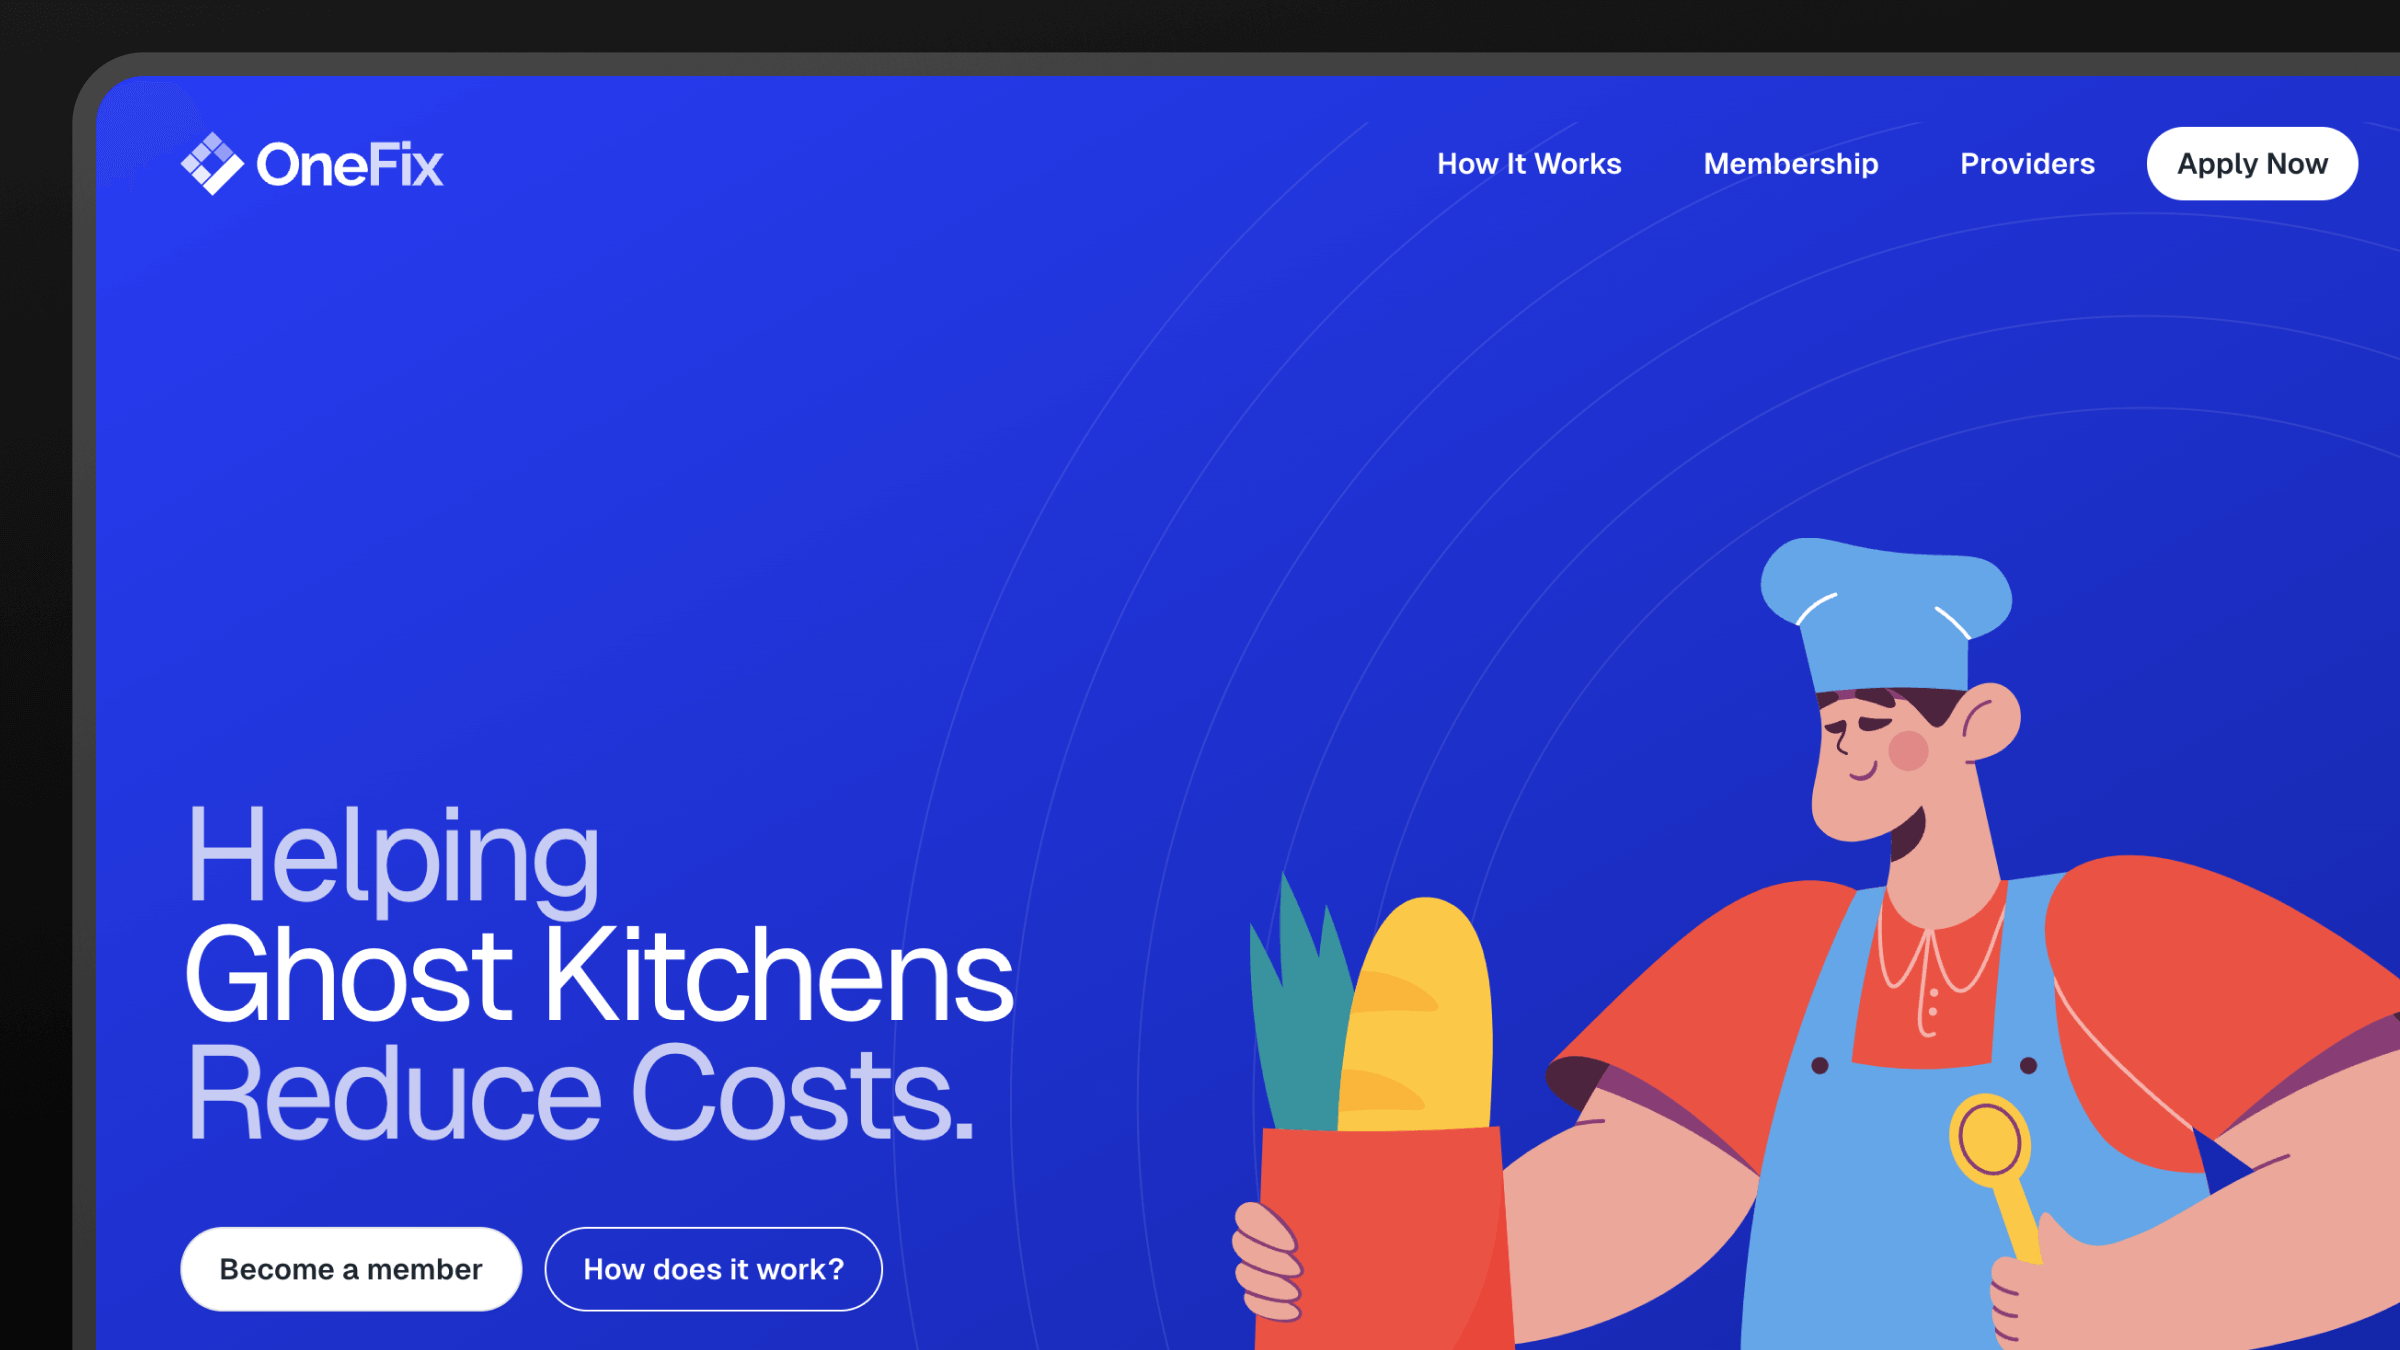 OneFix
How It Works
Membership
Providers
Apply Now
Helping
Ghost Kitchens
Reduce Costs.
Become a member
How does it work?